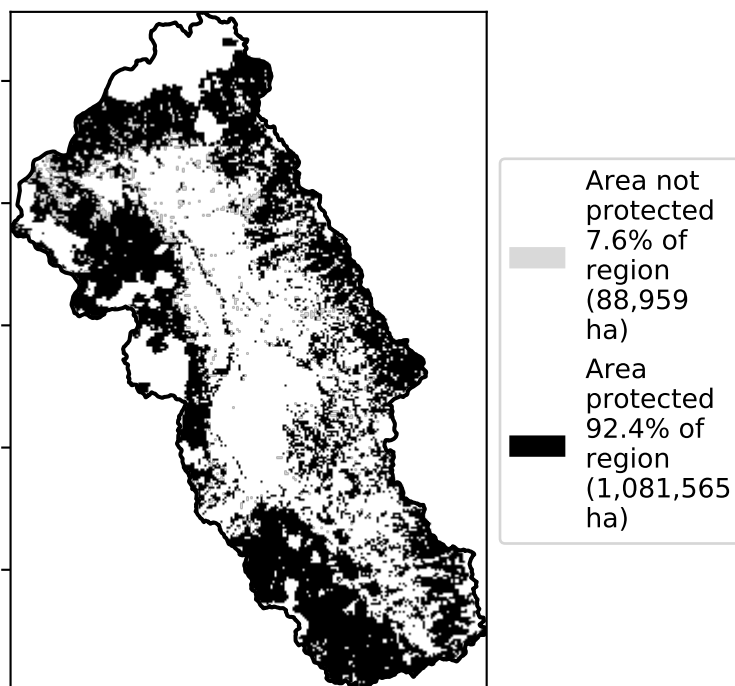 Area not
protected
7.6% of
region
(88,959
ha)
Area
protected
92.4% of
region
(1,081,565
ha)